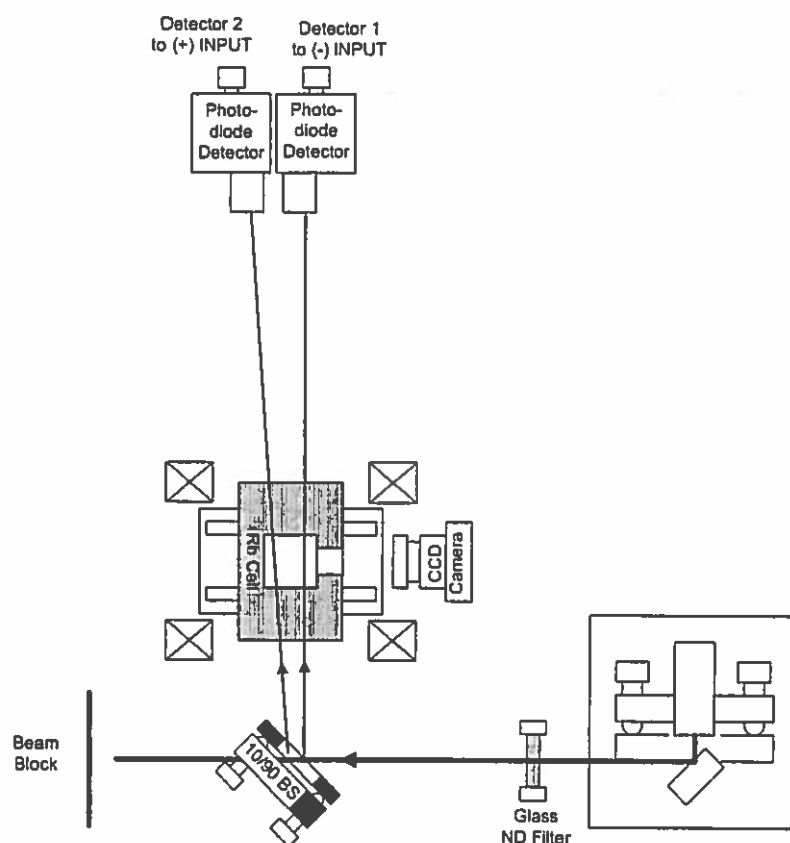 Detector 2
to (+) INPUT
Detector 1
to (-) INPUT
Photo-
diode
Detector
Photo-
diode
Detector
Rb Cell
CCD
Camera
Beam
Block
10/90 BS
Glass
ND Filter